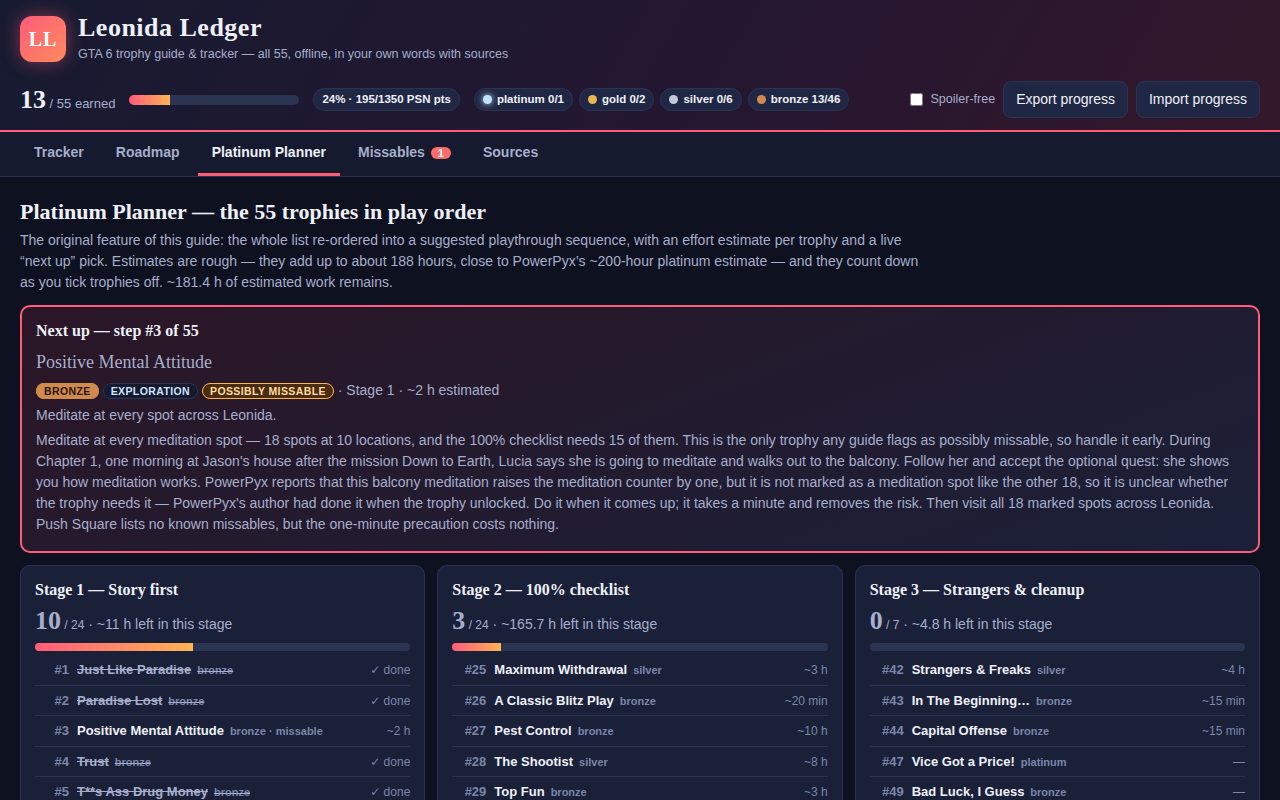 LL
Leonida Ledger
GTA 6 trophy guide & tracker — all 55, offline, in your own words with sources
13 / 55 earned
24% · 195/1350 PSN pts
platinum 0/1
gold 0/2
silver 0/6
bronze 13/46
Spoiler-free
Export progress
Import progress
Tracker
Roadmap
Platinum Planner
Missables 1
Sources
Platinum Planner — the 55 trophies in play order
The original feature of this guide: the whole list re-ordered into a suggested playthrough sequence, with an effort estimate per trophy and a live
“next up” pick. Estimates are rough — they add up to about 188 hours, close to PowerPyx’s ~200-hour platinum estimate — and they count down
as you tick trophies off. ~181.4 h of estimated work remains.
Next up — step #3 of 55
Positive Mental Attitude
BRONZE EXPLORATION POSSIBLY MISSABLE · Stage 1 · ~2 h estimated
Meditate at every spot across Leonida.
Meditate at every meditation spot — 18 spots at 10 locations, and the 100% checklist needs 15 of them. This is the only trophy any guide flags as possibly missable, so handle it early. During
Chapter 1, one morning at Jason's house after the mission Down to Earth, Lucia says she is going to meditate and walks out to the balcony. Follow her and accept the optional quest: she shows
you how meditation works. PowerPyx reports that this balcony meditation raises the meditation counter by one, but it is not marked as a meditation spot like the other 18, so it is unclear whether
the trophy needs it — PowerPyx's author had done it when the trophy unlocked. Do it when it comes up; it takes a minute and removes the risk. Then visit all 18 marked spots across Leonida.
Push Square lists no known missables, but the one-minute precaution costs nothing.
Stage 1 — Story first
10 / 24 · ~11 h left in this stage
#1 Just Like Paradise bronze ✓ done
#2 Paradise Lost bronze ✓ done
#3 Positive Mental Attitude bronze · missable ~2 h
#4 Trust bronze ✓ done
#5 T**s Ass Drug Money bronze ✓ done
Stage 2 — 100% checklist
3 / 24 · ~165.7 h left in this stage
#25 Maximum Withdrawal silver ~3 h
#26 A Classic Blitz Play bronze ~20 min
#27 Pest Control bronze ~10 h
#28 The Shootist silver ~8 h
#29 Top Fun bronze ~3 h
Stage 3 — Strangers & cleanup
0 / 7 · ~4.8 h left in this stage
#42 Strangers & Freaks silver ~4 h
#43 In The Beginning… bronze ~15 min
#44 Capital Offense bronze ~15 min
#47 Vice Got a Price! platinum —
#49 Bad Luck, I Guess bronze —